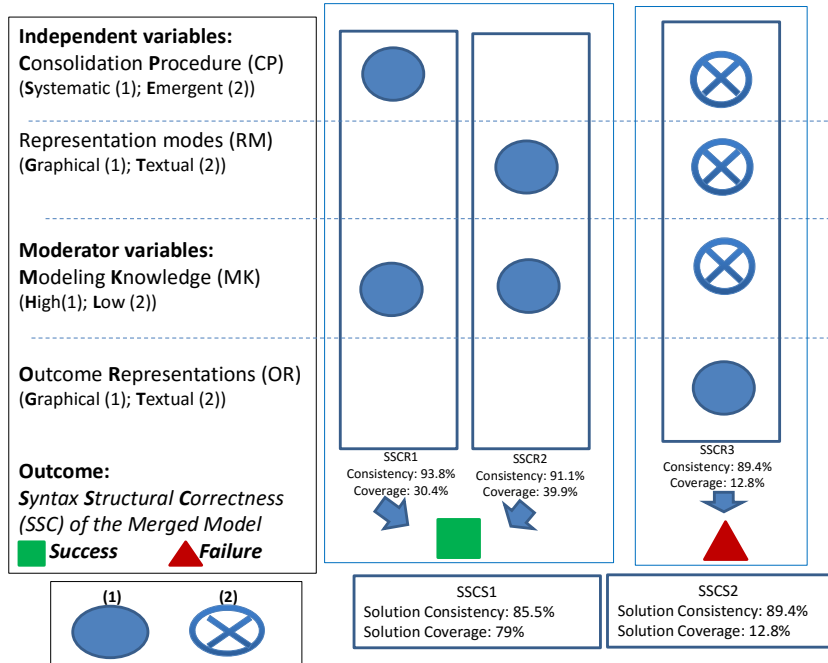 Independent variables:
Consolidation Procedure (CP)
(Systematic (1); Emergent (2))
Representation modes (RM)
(Graphical (1); Textual (2))
Moderator variables:
Modeling Knowledge (MK)
(High(1); Low (2))
Outcome Representations (OR)
(Graphical (1); Textual (2))
Outcome:
Syntax Structural Correctness
(SSC) of the Merged Model
Success
Failure
SSCR1
Consistency: 93.8%
Coverage: 30.4%
SSCR2
Consistency: 91.1%
Coverage: 39.9%
SSCR3
Consistency: 89.4%
Coverage: 12.8%
(1)
(2)
SSCS1
Solution Consistency: 85.5%
Solution Coverage: 79%
SSCS2
Solution Consistency: 89.4%
Solution Coverage: 12.8%